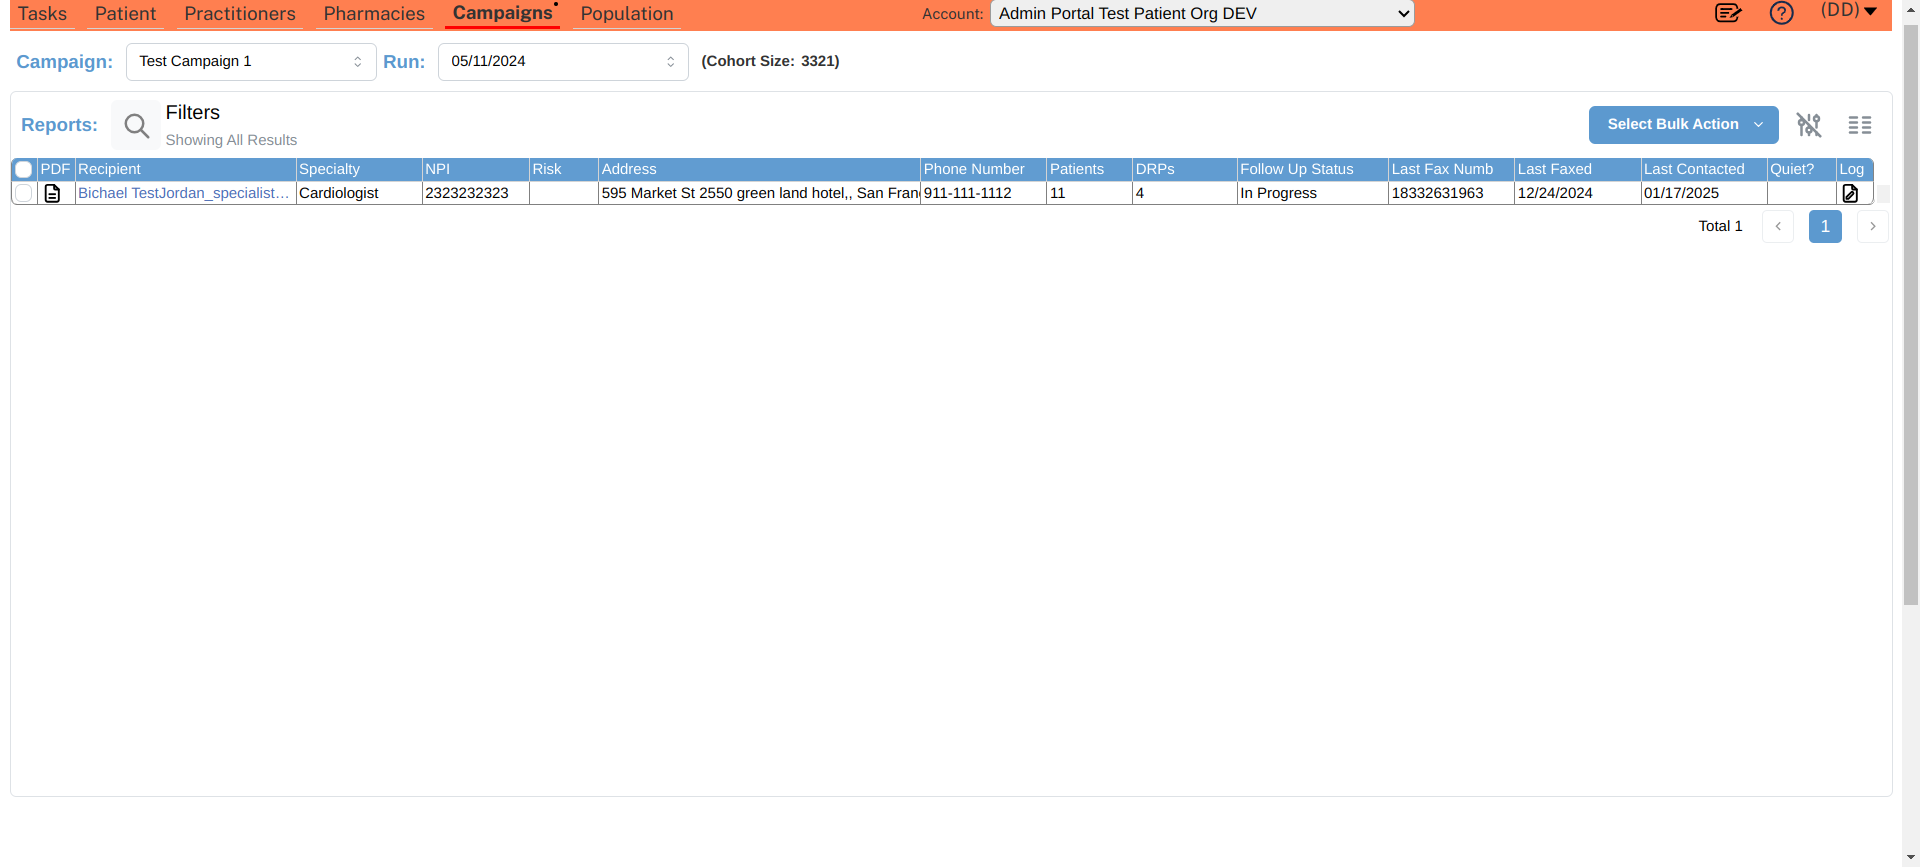 Tasks Patient Practitioners Pharmacies Campaigns Population Account: Admin Portal Test Patient Org DEV (DD)
Campaign: Test Campaign 1 Run: 05/11/2024 (Cohort Size: 3321)
Reports: Filters
Showing All Results
Select Bulk Action
PDF Recipient Specialty NPI Risk Address Phone Number Patients DRPs Follow Up Status Last Fax Numb Last Faxed Last Contacted Quiet? Log
Bichael TestJordan_specialist... Cardiologist 2323232323 595 Market St 2550 green land hotel,, San Fran 911-111-1112 11 4 In Progress 18332631963 12/24/2024 01/17/2025
Total 1 < 1 >